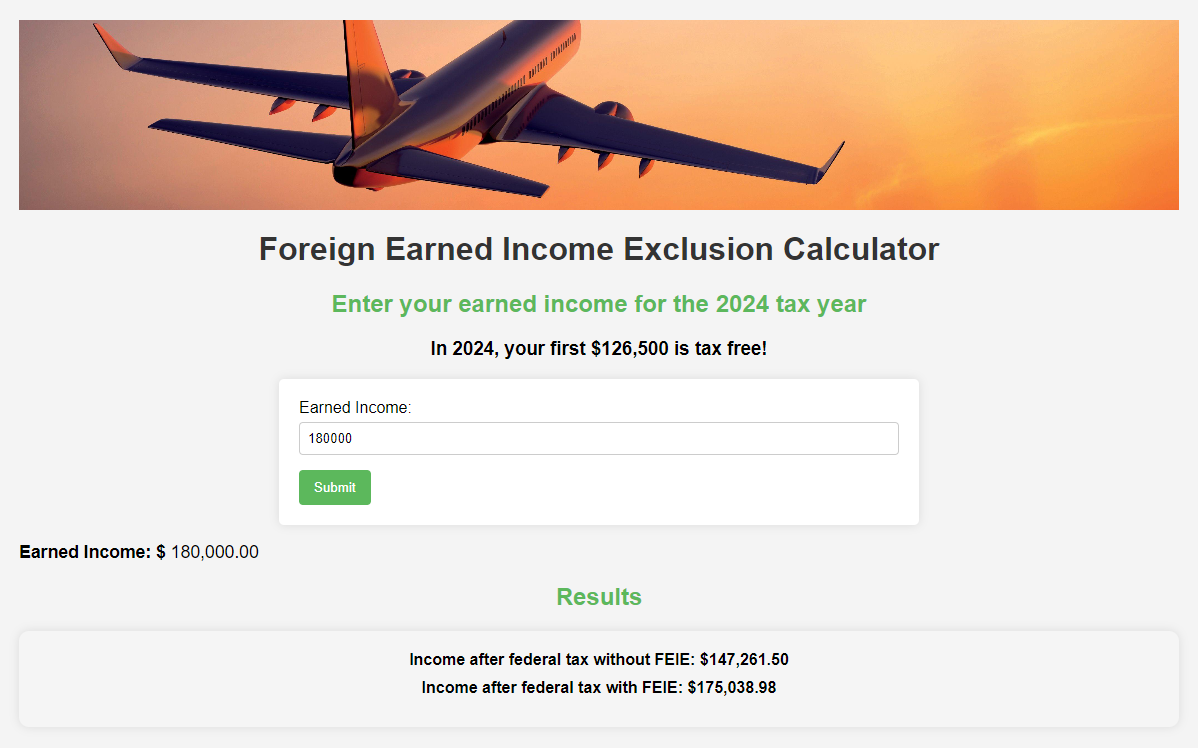 Foreign Earned Income Exclusion Calculator
Enter your earned income for the 2024 tax year
In 2024, your first $126,500 is tax free!
Earned Income:
180000
Submit
Earned Income: $ 180,000.00
Results
Income after federal tax without FEIE: $147,261.50
Income after federal tax with FEIE: $175,038.98